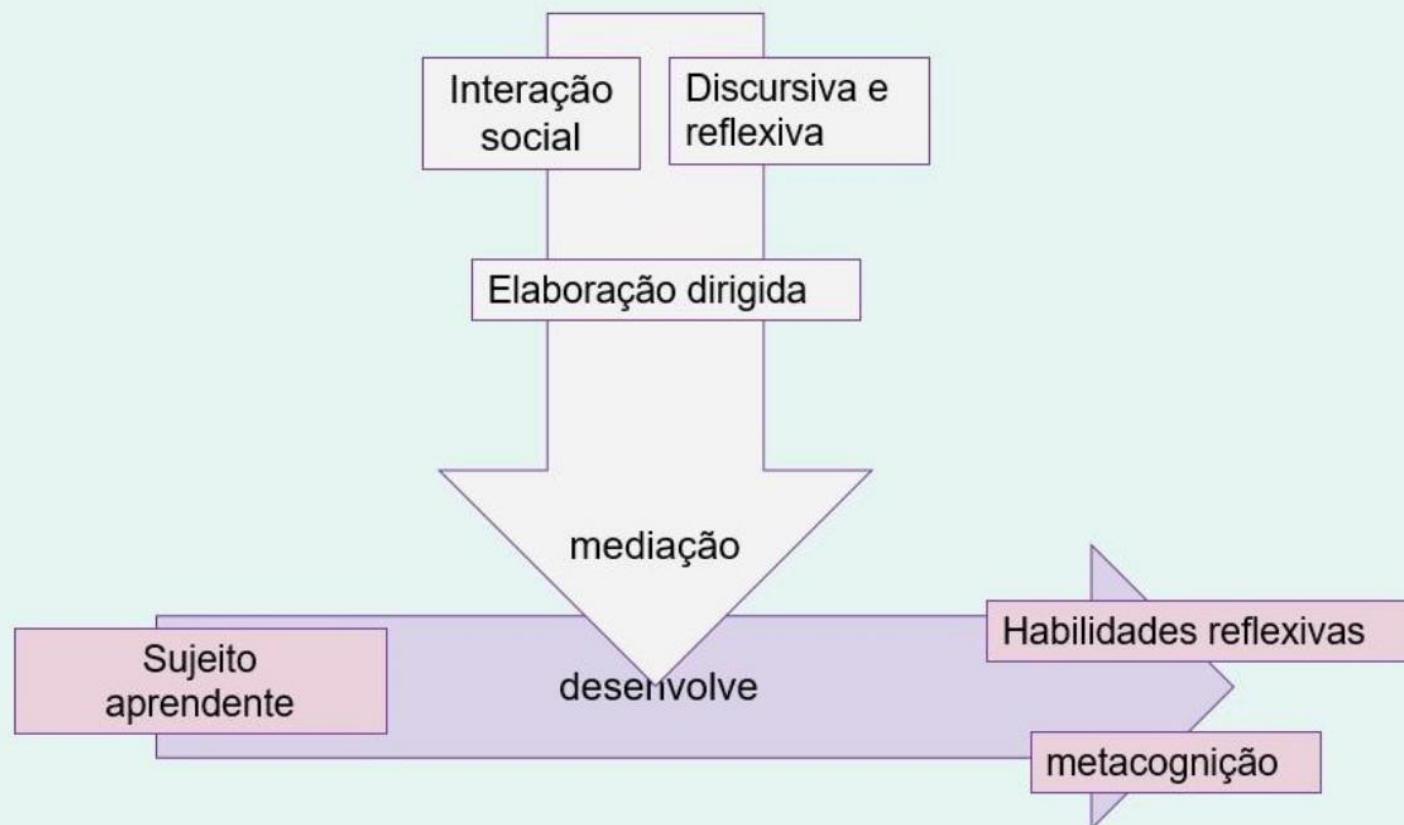 Interação
social
Discursiva e
reflexiva
Elaboração dirigida
mediação
Habilidades reflexivas
Sujeito
aprendente
desenvolve
metacognição